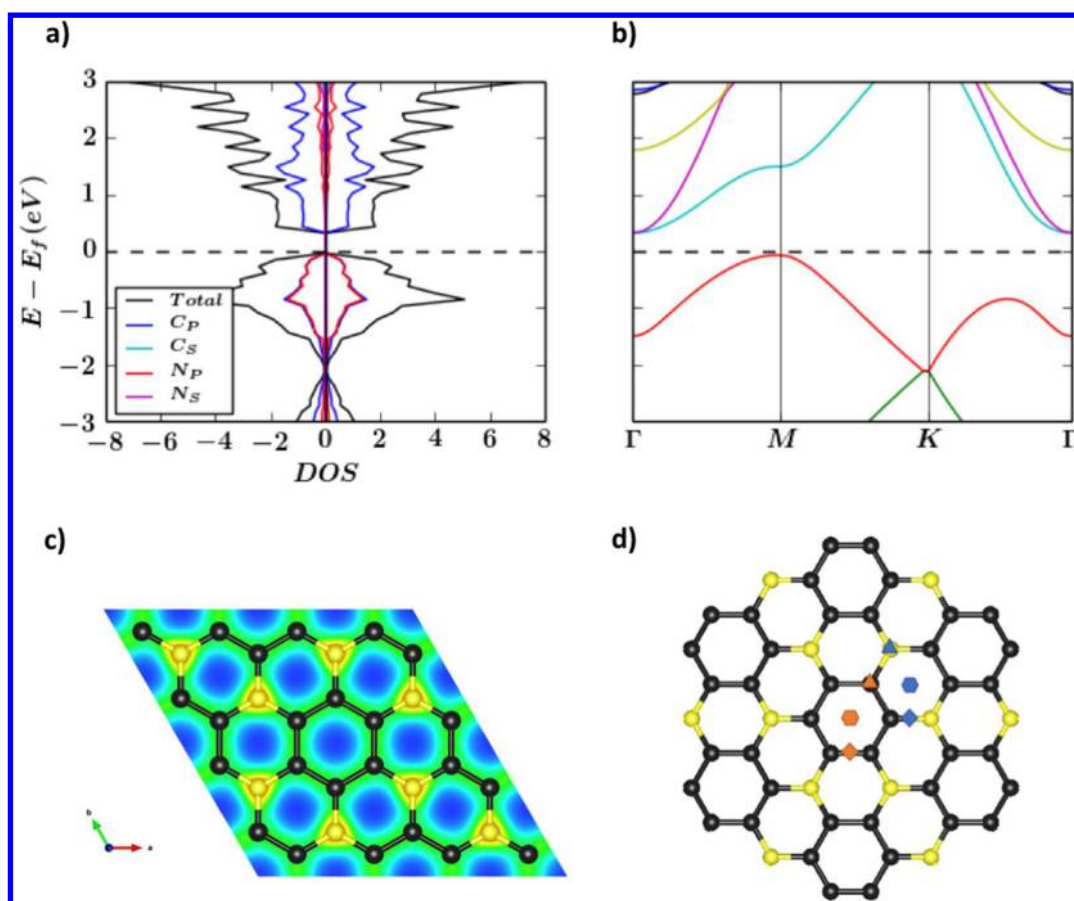 a)
b)
E − E_f (eV)
3
2
1
0
−1
−2
−3
Total
C_P
C_S
N_P
N_S
−8 −6 −4 −2 0 2 4 6 8
DOS
Γ M K Γ
c)
d)
b
a